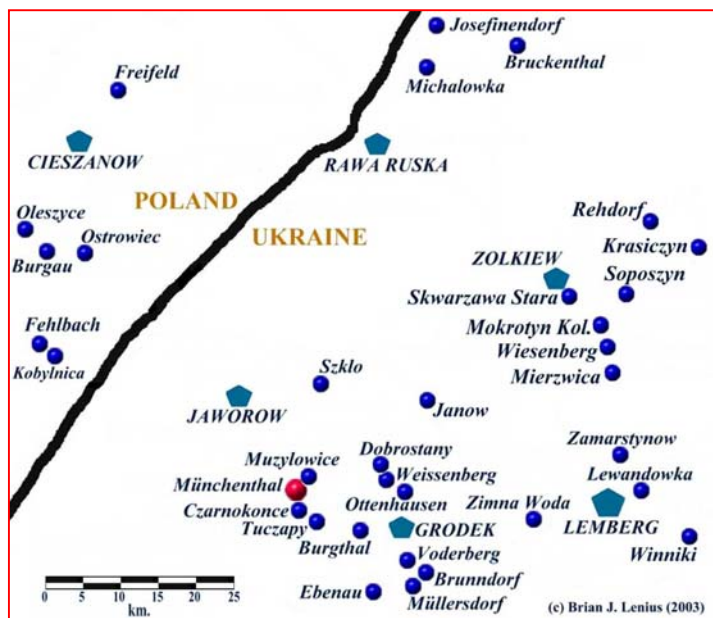 Josefinendorf
Bruckenthal
Michalowka
Freifeld
CIESZANOW
RAWA RUSKA
POLAND
UKRAINE
Oleszyce
Ostrowiec
Burgau
Rehdorf
Krasiczyn
ZOLKIEW
Soposzyn
Skwarzawa Stara
Mokrotyn Kol.
Wiesenberg
Mierzwica
Fehlbach
Kobylnica
Szkło
JAWOROW
Janow
Muzylowice
Münchenthal
Czarnokonce
Tuczapy
Burgthal
Dobrostany
Weissenberg
Ottenhausen
GRODEK
Zimna Woda
Zamarstynow
Lewandowka
LEMBERG
Winniki
Voderberg
Brunndorf
Ebenau
Müllersdorf
0 5 10 15 20 25
km.
(c) Brian J. Lenius (2003)